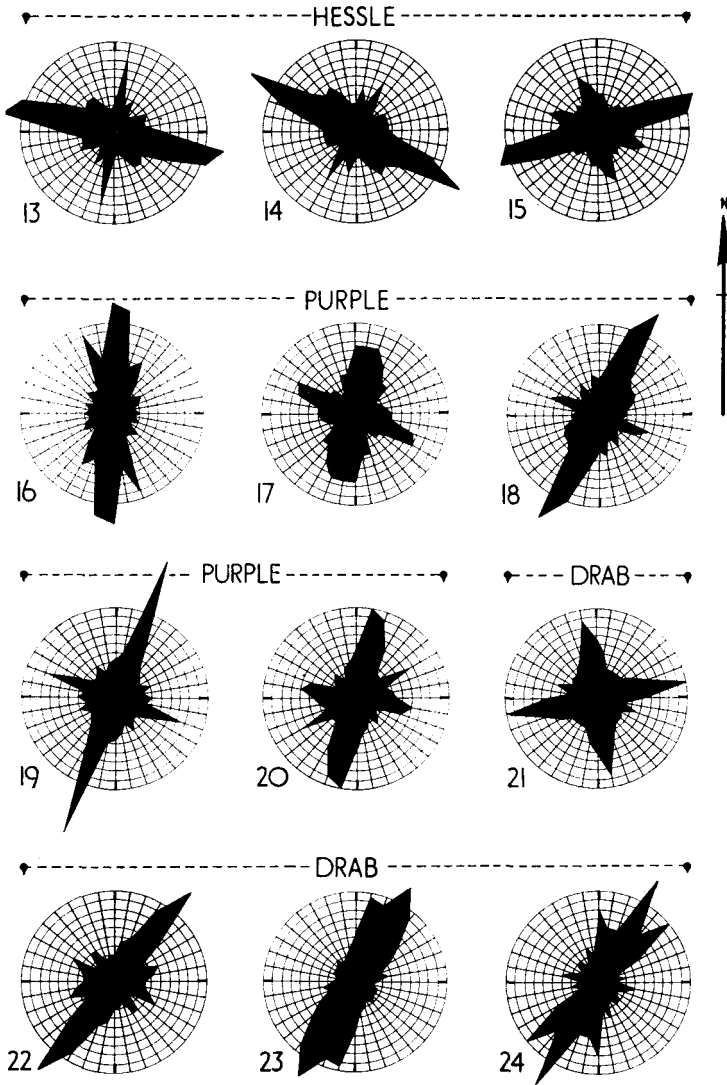 HESSLE
13 14 15
N
PURPLE
16 17 18
PURPLE DRAB
19 20 21
DRAB
22 23 24